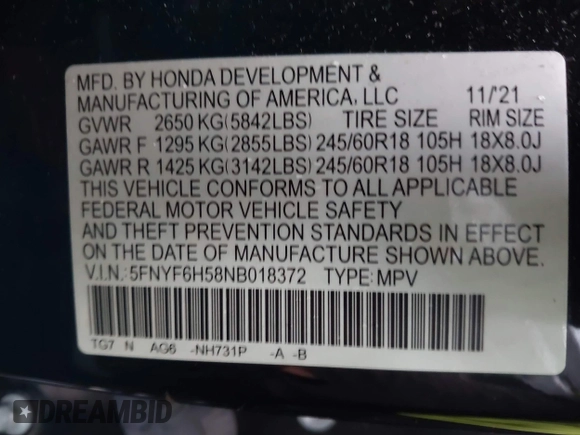 MFD. BY HONDA DEVELOPMENT &
MANUFACTURING OF AMERICA, LLC 11/'21
GVWR 2650 KG(5842LBS) TIRE SIZE RIM SIZE
GAWR F 1295 KG(2855LBS) 245/60R18 105H 18X8.0J
GAWR R 1425 KG(3142LBS) 245/60R18 105H 18X8.0J
THIS VEHICLE CONFORMS TO ALL APPLICABLE
FEDERAL MOTOR VEHICLE SAFETY
AND THEFT PREVENTION STANDARDS IN EFFECT
ON THE DATE OF MANUFACTURE SHOWN ABOVE.
V.I.N.: 5FNYF6H58NB018372 TYPE: MPV
TG7 N AG6 -NH731P -A -B
DREAMBID